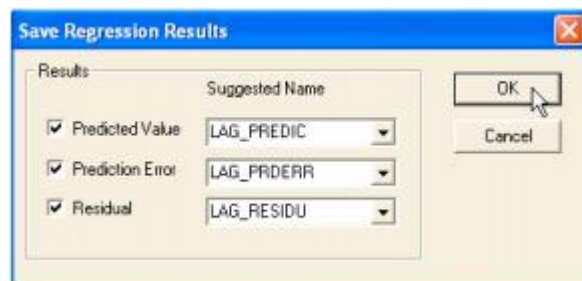 Save Regression Results
Results
Suggested Name
OK
Predicted Value LAG_PREDIC
Cancel
Prediction Error LAG_PRDERR
Residual LAG_RESIDU